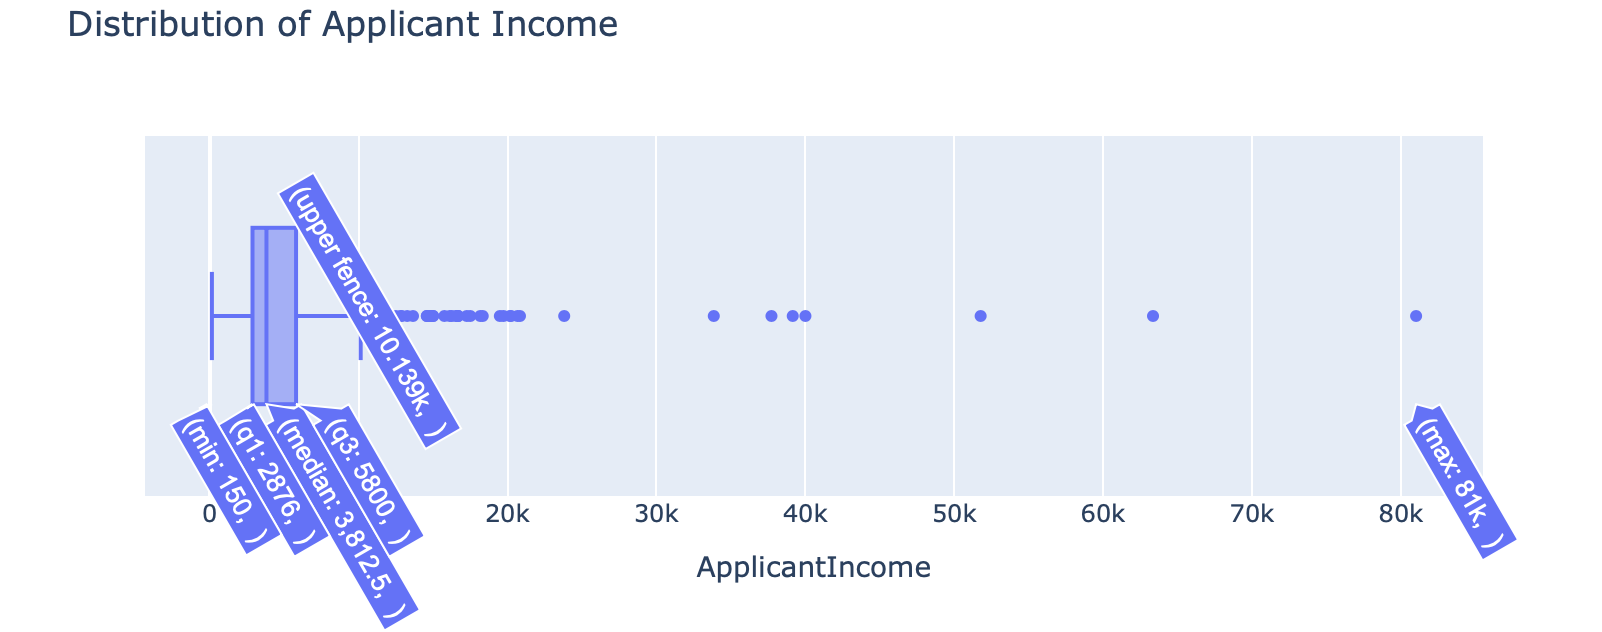 Distribution of Applicant Income
(upper fence: 10.139k, )
(min: 150, )
(q1: 2876, )
(median: 3,812.5, )
(q3: 5800, )
(max: 81k, )
0
20k
30k
40k
50k
60k
70k
80k
ApplicantIncome